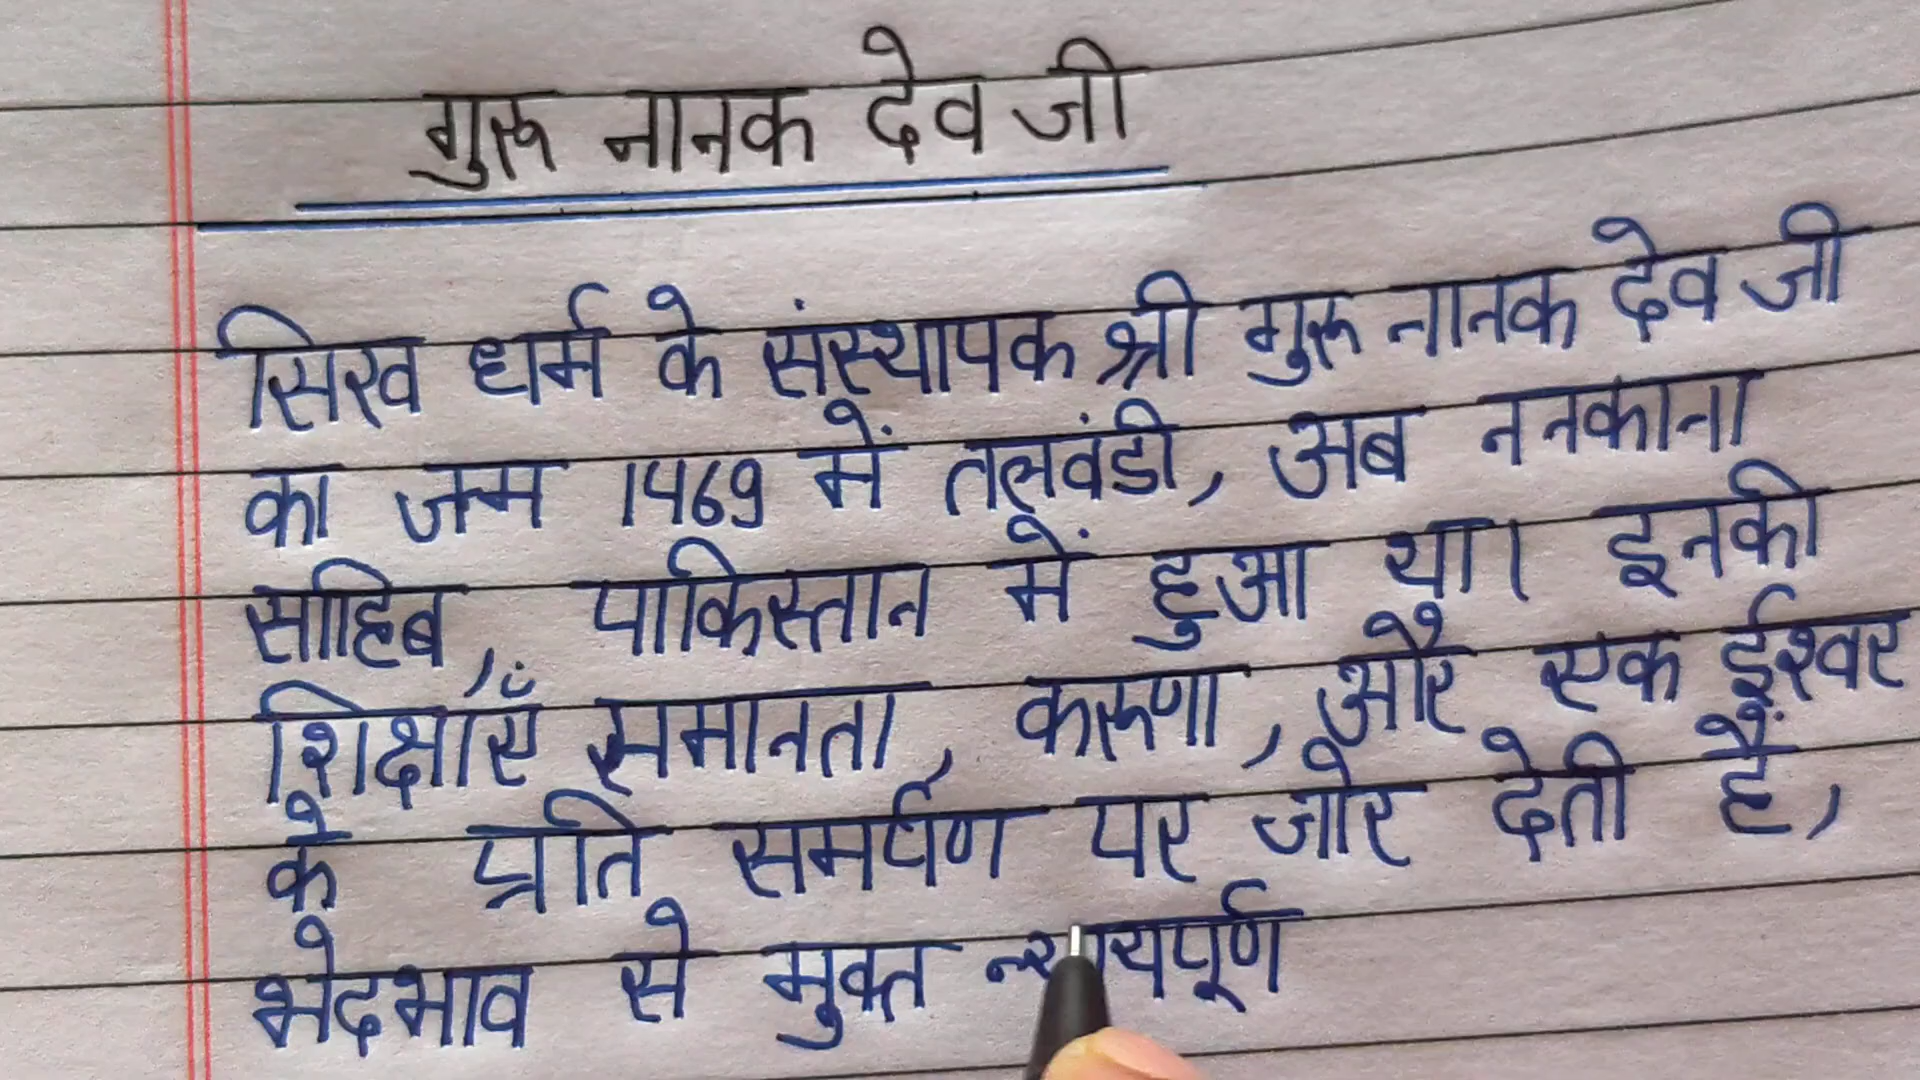 गुरू नानक देव जी
सिख धर्म के संस्थापक श्री गुरू नानक देव जी
का जन्म 1469 में तलवंडी, अब ननकाना
साहिब, पाकिस्तान में हुआ था। इनकी
शिक्षाएँ समानता, करूणा, और एक ईश्वर
के प्रति समर्पण पर जोर देती हैं,
भेदभाव से मुक्त न्यायपूर्ण